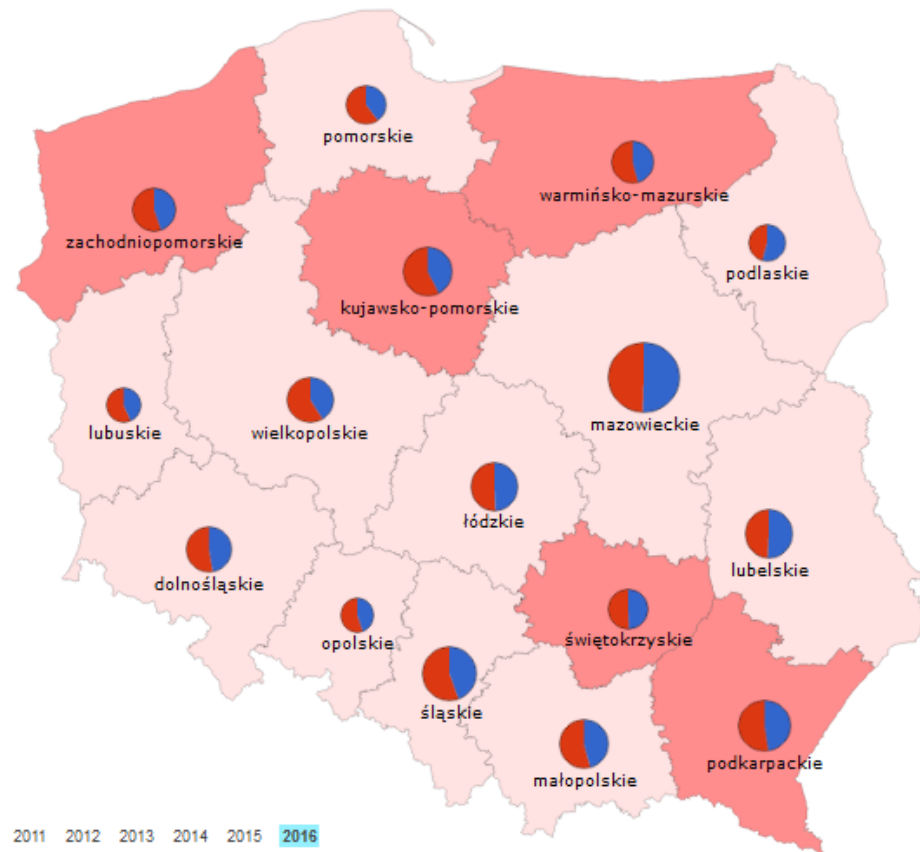 pomorskie
warmińsko-mazurskie
zachodniopomorskie
podlaskie
kujawsko-pomorskie
mazowieckie
lubuskie
wielkopolskie
łódzkie
lubelskie
dolnośląskie
opolskie
świętokrzyskie
śląskie
podkarpackie
małopolskie
2011 2012 2013 2014 2015 2016